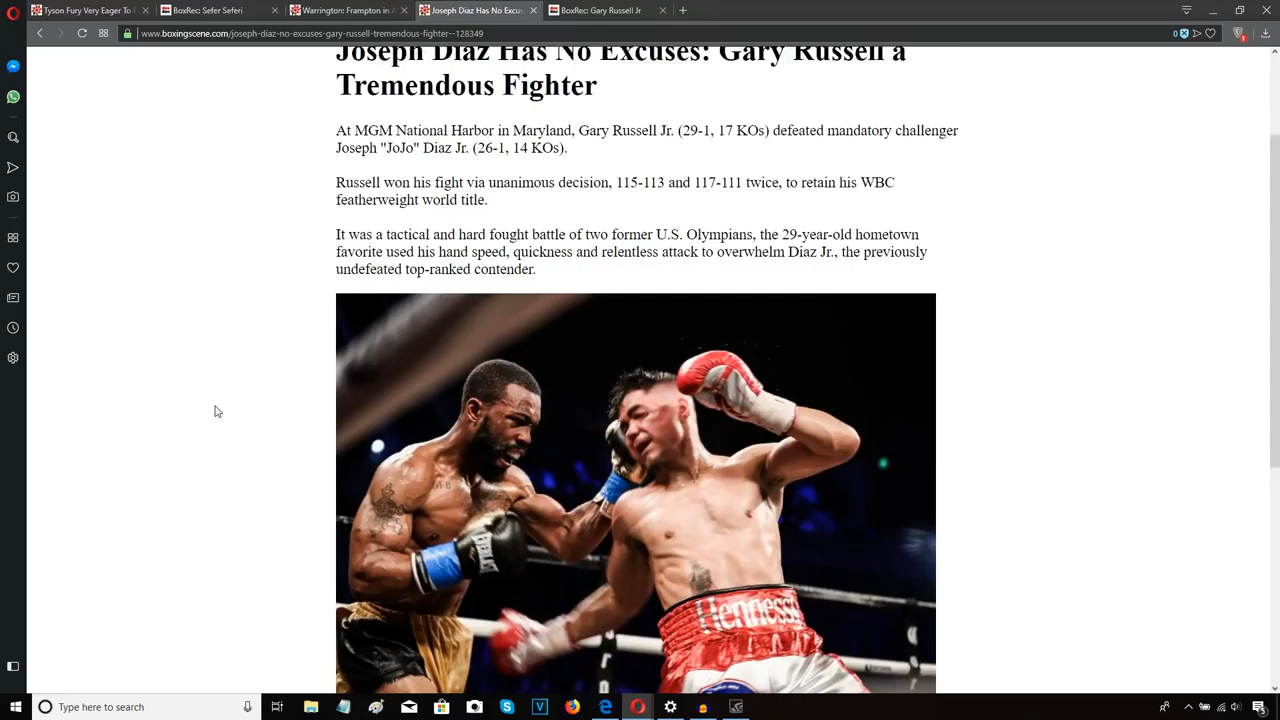 Tyson Fury Very Eager To
BoxRec: Sefer Seferi
Warrington: Frampton in
Joseph Diaz Has No Excus
BoxRec: Gary Russell Jr
www.boxingscene.com/joseph-diaz-no-excuses-gary-russell-tremendous-fighter--128349
0
1
Joseph Diaz Has No Excuses: Gary Russell a
Tremendous Fighter
At MGM National Harbor in Maryland, Gary Russell Jr. (29-1, 17 KOs) defeated mandatory challenger
Joseph "JoJo" Diaz Jr. (26-1, 14 KOs).
Russell won his fight via unanimous decision, 115-113 and 117-111 twice, to retain his WBC
featherweight world title.
It was a tactical and hard fought battle of two former U.S. Olympians, the 29-year-old hometown
favorite used his hand speed, quickness and relentless attack to overwhelm Diaz Jr., the previously
undefeated top-ranked contender.
EVERLAST
Hennessy
Type here to search